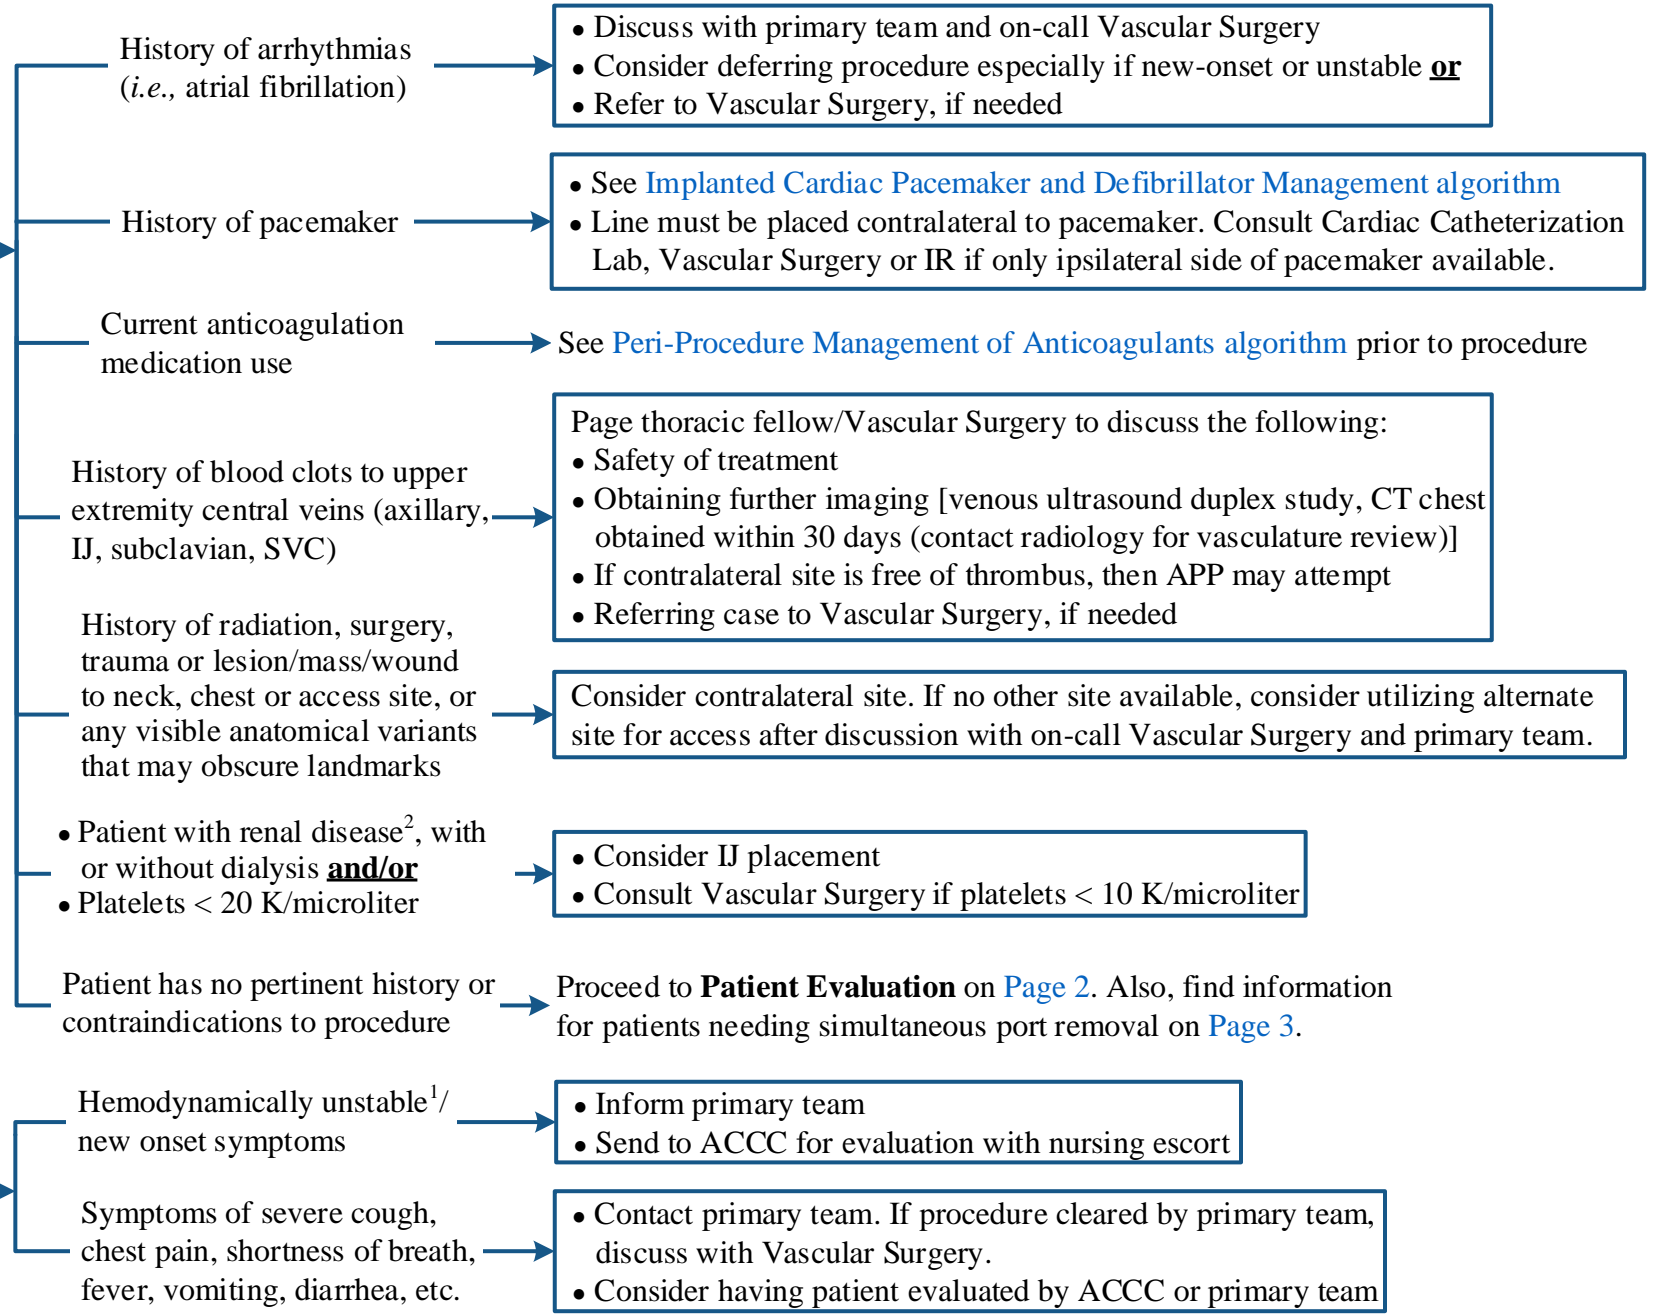 History of arrhythmias
(i.e., atrial fibrillation)
• Discuss with primary team and on-call Vascular Surgery
• Consider deferring procedure especially if new-onset or unstable or
• Refer to Vascular Surgery, if needed
History of pacemaker
• See Implanted Cardiac Pacemaker and Defibrillator Management algorithm
• Line must be placed contralateral to pacemaker. Consult Cardiac Catheterization
Lab, Vascular Surgery or IR if only ipsilateral side of pacemaker available.
Current anticoagulation
medication use
See Peri-Procedure Management of Anticoagulants algorithm prior to procedure
History of blood clots to upper
extremity central veins (axillary,
IJ, subclavian, SVC)
Page thoracic fellow/Vascular Surgery to discuss the following:
• Safety of treatment
• Obtaining further imaging [venous ultrasound duplex study, CT chest
obtained within 30 days (contact radiology for vasculature review)]
• If contralateral site is free of thrombus, then APP may attempt
• Referring case to Vascular Surgery, if needed
History of radiation, surgery,
trauma or lesion/mass/wound
to neck, chest or access site, or
any visible anatomical variants
that may obscure landmarks
Consider contralateral site. If no other site available, consider utilizing alternate
site for access after discussion with on-call Vascular Surgery and primary team.
• Patient with renal disease2, with
or without dialysis and/or
• Platelets < 20 K/microliter
• Consider IJ placement
• Consult Vascular Surgery if platelets < 10 K/microliter
Patient has no pertinent history or
contraindications to procedure
Proceed to Patient Evaluation on Page 2. Also, find information
for patients needing simultaneous port removal on Page 3.
Hemodynamically unstable1/
new onset symptoms
• Inform primary team
• Send to ACCC for evaluation with nursing escort
Symptoms of severe cough,
chest pain, shortness of breath,
fever, vomiting, diarrhea, etc.
• Contact primary team. If procedure cleared by primary team,
discuss with Vascular Surgery.
• Consider having patient evaluated by ACCC or primary team